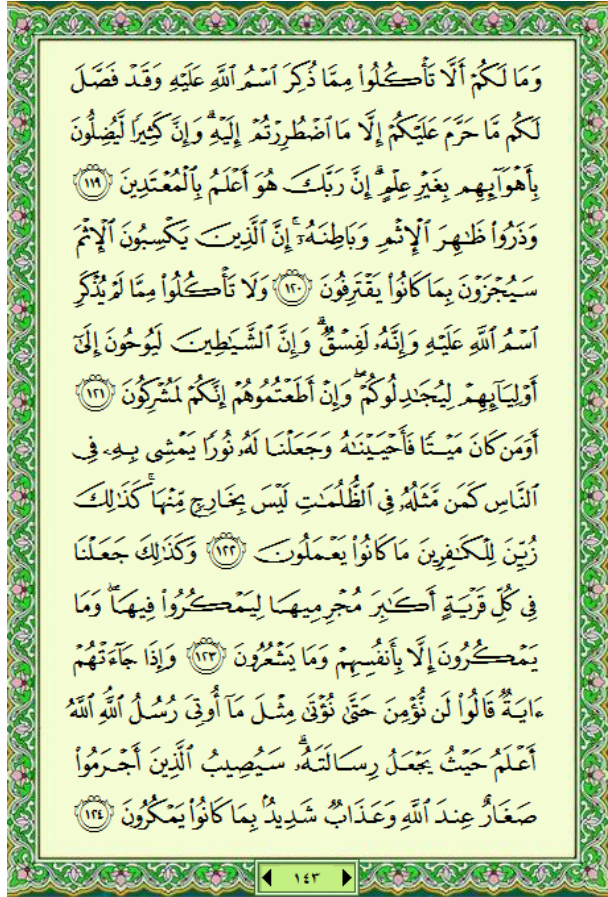 وَمَا لَكُمْ أَلَّا تَأْكُلُوا۟ مِمَّا ذُكِرَ ٱسْمُ ٱللَّهِ عَلَيْهِ وَقَدْ فَصَّلَ
لَكُم مَّا حَرَّمَ عَلَيْكُمْ إِلَّا مَا ٱضْطُرِرْتُمْ إِلَيْهِ ۗ وَإِنَّ كَثِيرًا لَّيُضِلُّونَ
بِأَهْوَآئِهِم بِغَيْرِ عِلْمٍ ۗ إِنَّ رَبَّكَ هُوَ أَعْلَمُ بِٱلْمُعْتَدِينَ ١١٩
وَذَرُوا۟ ظَـٰهِرَ ٱلْإِثْمِ وَبَاطِنَهُۥٓ ۚ إِنَّ ٱلَّذِينَ يَكْسِبُونَ ٱلْإِثْمَ
سَيُجْزَوْنَ بِمَا كَانُوا۟ يَقْتَرِفُونَ ١٢٠ وَلَا تَأْكُلُوا۟ مِمَّا لَمْ يُذْكَرِ
ٱسْمُ ٱللَّهِ عَلَيْهِ وَإِنَّهُۥ لَفِسْقٌ ۗ وَإِنَّ ٱلشَّيَـٰطِينَ لَيُوحُونَ إِلَىٰٓ
أَوْلِيَآئِهِمْ لِيُجَـٰدِلُوكُمْ ۖ وَإِنْ أَطَعْتُمُوهُمْ إِنَّكُمْ لَمُشْرِكُونَ ١٢١
أَوَمَن كَانَ مَيْتًا فَأَحْيَيْنَـٰهُ وَجَعَلْنَا لَهُۥ نُورًا يَمْشِى بِهِۦ فِى
ٱلنَّاسِ كَمَن مَّثَلُهُۥ فِى ٱلظُّلُمَـٰتِ لَيْسَ بِخَارِجٍ مِّنْهَا ۚ كَذَٰلِكَ
زُيِّنَ لِلْكَـٰفِرِينَ مَا كَانُوا۟ يَعْمَلُونَ ١٢٢ وَكَذَٰلِكَ جَعَلْنَا
فِى كُلِّ قَرْيَةٍ أَكَـٰبِرَ مُجْرِمِيهَا لِيَمْكُرُوا۟ فِيهَا ۖ وَمَا
يَمْكُرُونَ إِلَّا بِأَنفُسِهِمْ وَمَا يَشْعُرُونَ ١٢٣ وَإِذَا جَآءَتْهُمْ
ءَايَةٌ قَالُوا۟ لَن نُّؤْمِنَ حَتَّىٰ نُؤْتَىٰ مِثْلَ مَآ أُوتِىَ رُسُلُ ٱللَّهِ ٱللَّهُ
أَعْلَمُ حَيْثُ يَجْعَلُ رِسَالَتَهُۥ ۗ سَيُصِيبُ ٱلَّذِينَ أَجْرَمُوا۟
صَغَارٌ عِندَ ٱللَّهِ وَعَذَابٌ شَدِيدٌۢ بِمَا كَانُوا۟ يَمْكُرُونَ ١٢٤
١٤٣